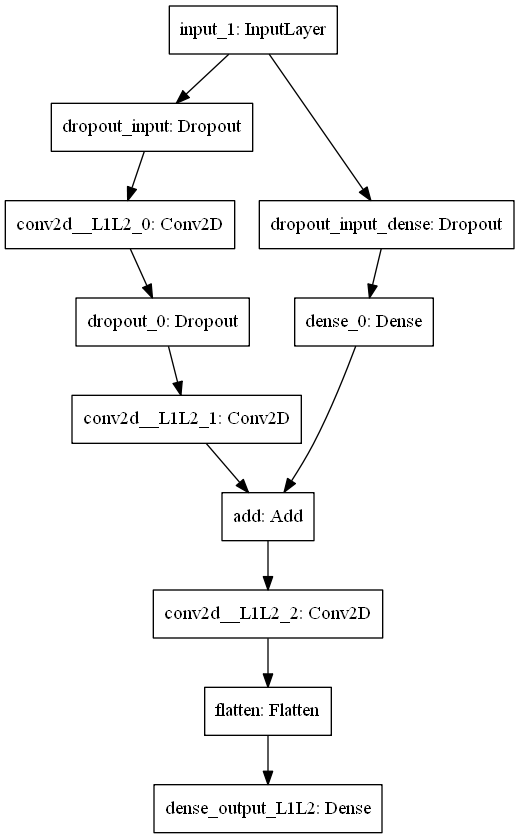 input_1: InputLayer
dropout_input: Dropout
conv2d__L1L2_0: Conv2D
dropout_input_dense: Dropout
dropout_0: Dropout
dense_0: Dense
conv2d__L1L2_1: Conv2D
add: Add
conv2d__L1L2_2: Conv2D
flatten: Flatten
dense_output_L1L2: Dense